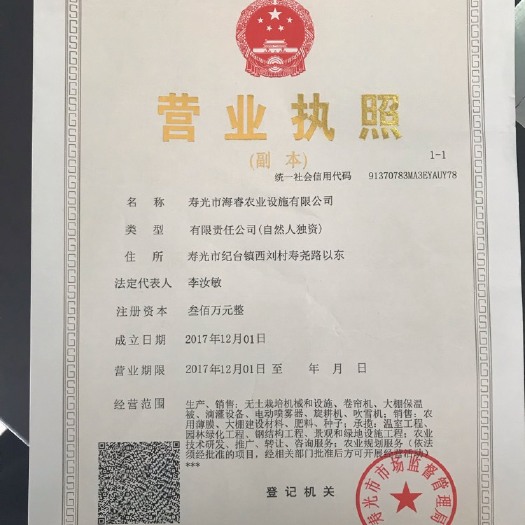 营业执照
(副 本)
1-1
统一社会信用代码 91370783MA3EYAUY78
名 称 寿光市海睿农业设施有限公司
类 型 有限责任公司(自然人独资)
住 所 寿光市纪台镇西刘村寿尧路以东
法定代表人 李汝敏
注册资本 叁佰万元整
成立日期 2017年12月01日
营业期限 2017年12月01日 至 年 月 日
经营范围 生产、销售:无土栽培机械和设施、卷帘机、大棚保温
被、滴灌设备、电动喷雾器、旋耕机、吹雪机;销售:农
用薄膜、大棚建设材料、肥料、种子;承揽:温室工程、
园林绿化工程、钢结构工程、景观和绿地设施工程;农业
技术研发、推广、转让、咨询服务;农业规划服务(依法
须经批准的项目,经相关部门批准后方可开展经营活动)
***
登记机关
寿光市市场监督管理局